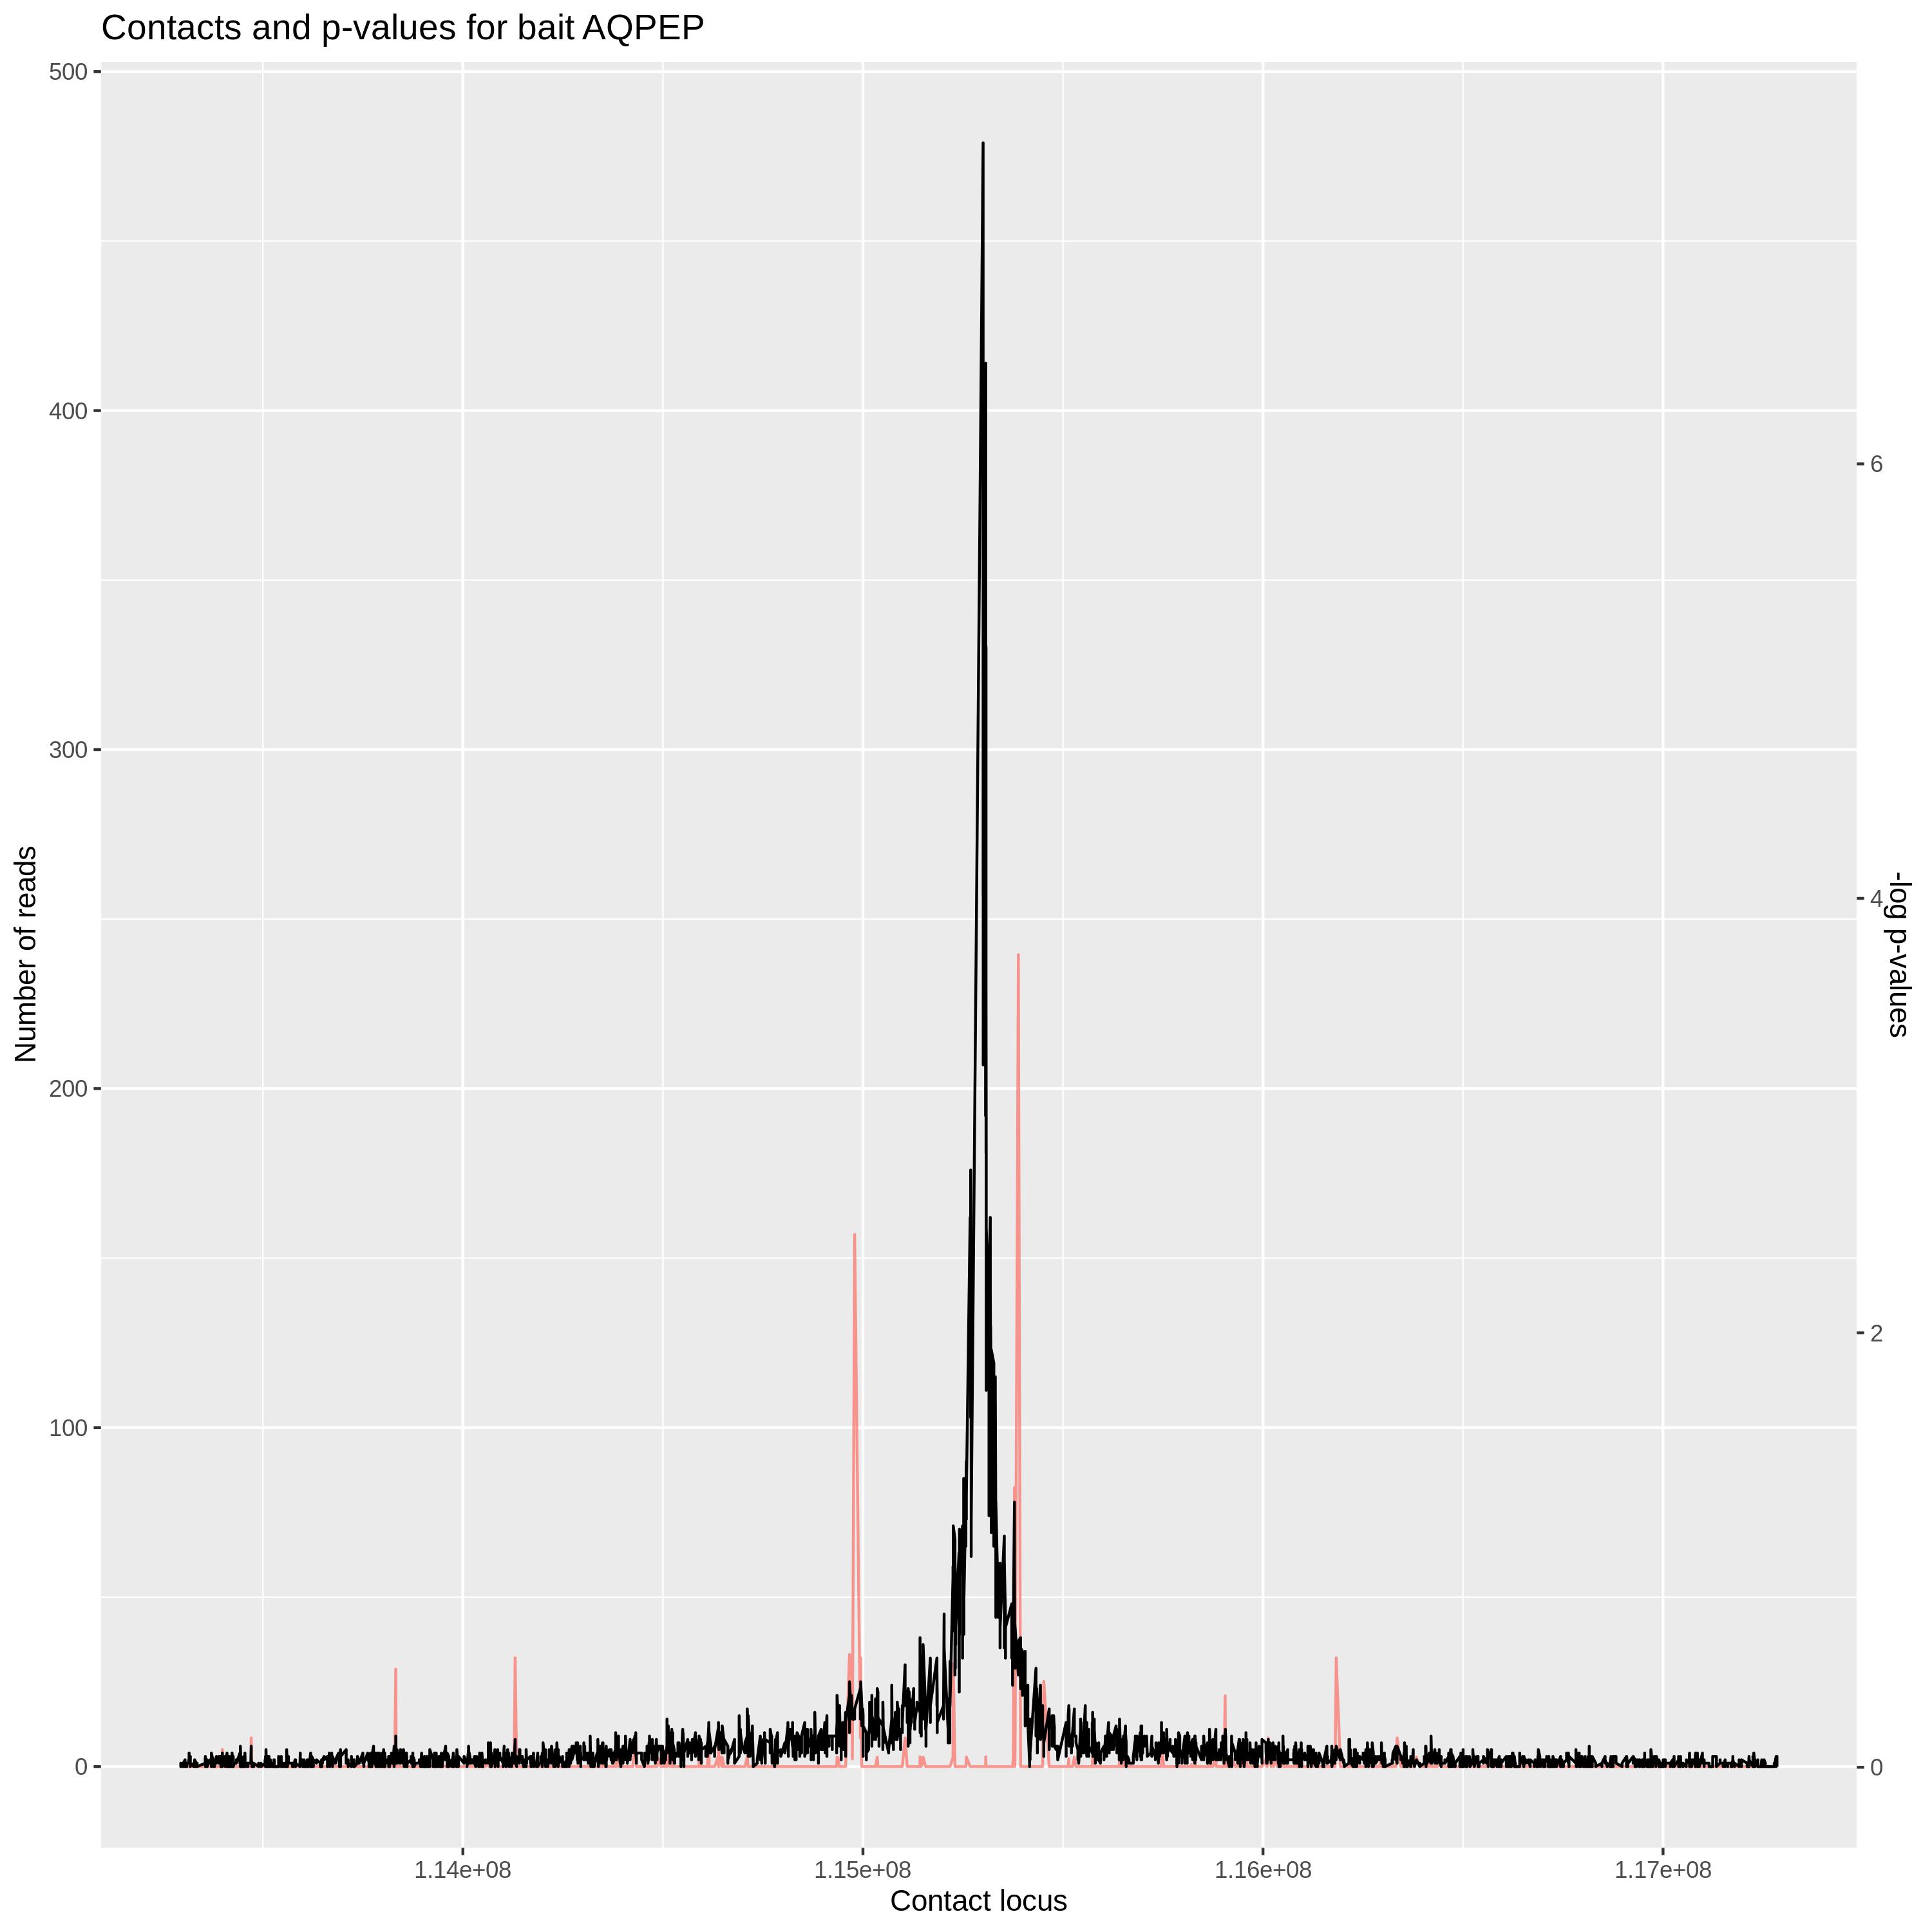 Contacts and p-values for bait AQPEP
500
400
300
200
100
0
Number of reads
6
4
2
0
-log p-values
1.14e+08
1.15e+08
1.16e+08
1.17e+08
Contact locus